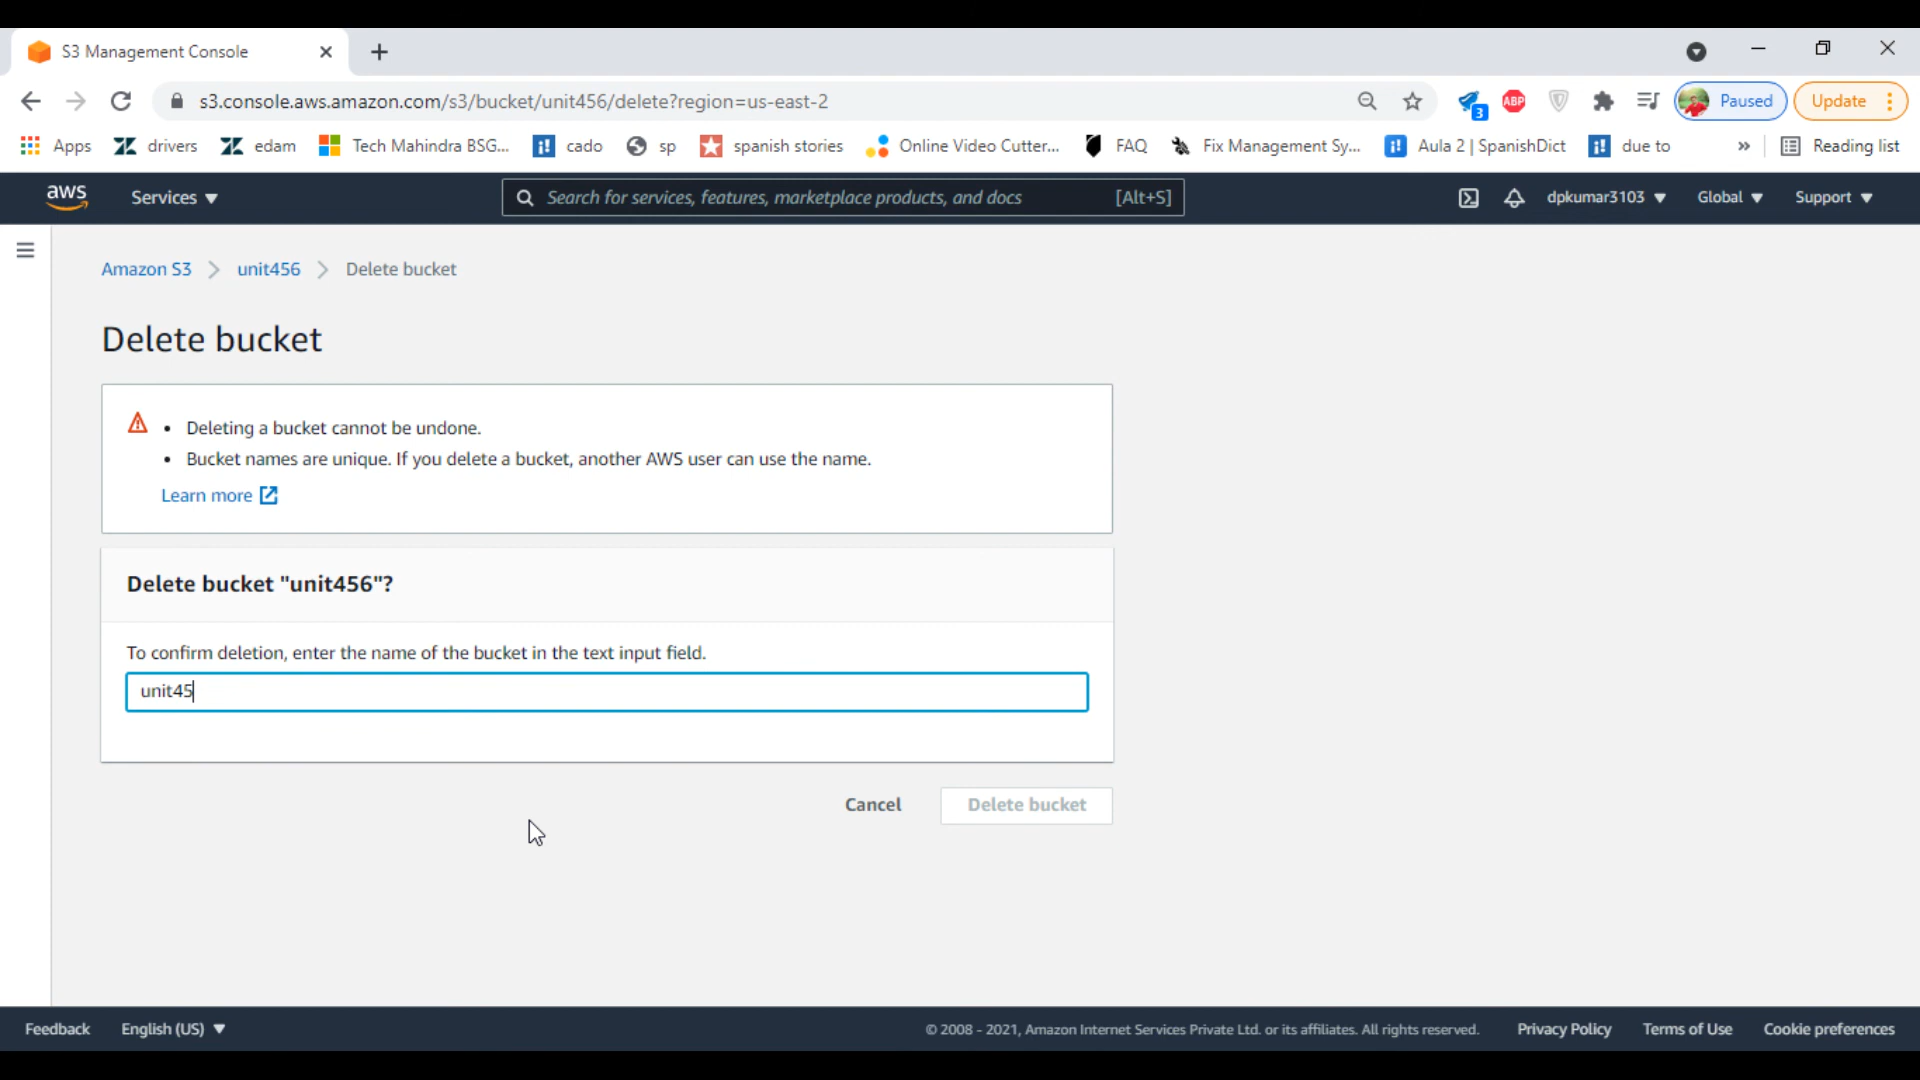 S3 Management Console
s3.console.aws.amazon.com/s3/bucket/unit456/delete?region=us-east-2
3
ABP
Paused
Update
Apps
drivers
edam
Tech Mahindra BSG...
cado
sp
spanish stories
Online Video Cutter...
FAQ
Fix Management Sy...
Aula 2 | SpanishDict
due to
»
Reading list
aws
Services
Search for services, features, marketplace products, and docs
[Alt+S]
dpkumar3103
Global
Support
Amazon S3
unit456
Delete bucket
Delete bucket
• Deleting a bucket cannot be undone.
• Bucket names are unique. If you delete a bucket, another AWS user can use the name.
Learn more
Delete bucket "unit456"?
To confirm deletion, enter the name of the bucket in the text input field.
unit45
Cancel
Delete bucket
Feedback
English (US)
© 2008 - 2021, Amazon Internet Services Private Ltd. or its affiliates. All rights reserved.
Privacy Policy
Terms of Use
Cookie preferences